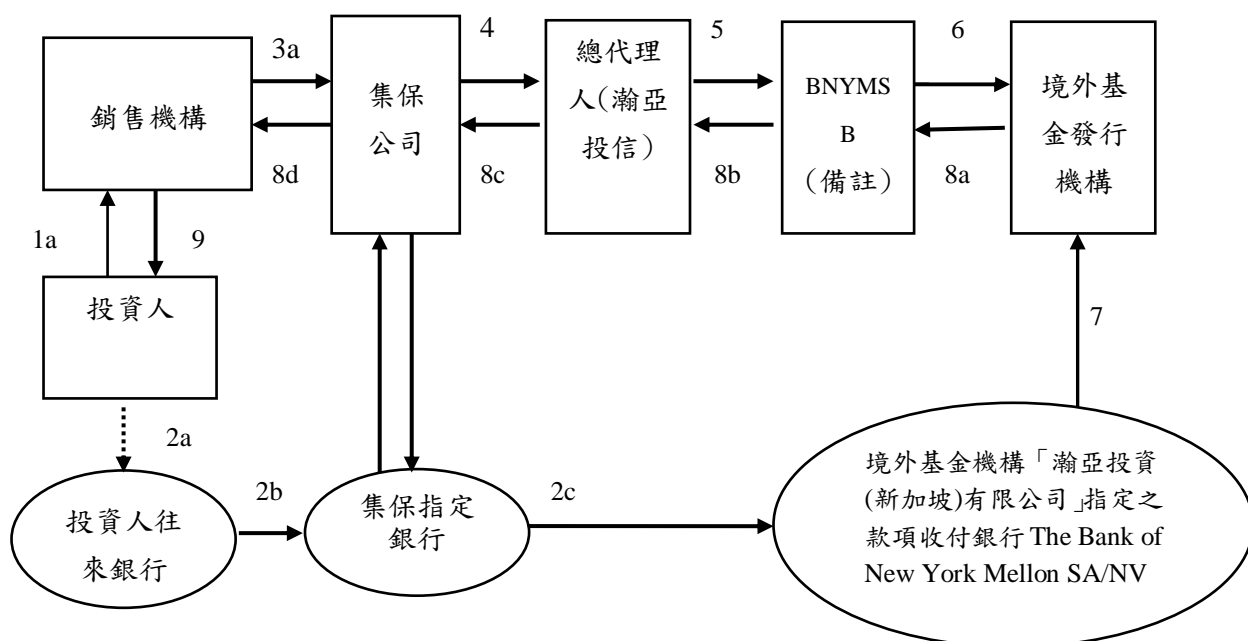 3a
4
5
6
銷售機構
集保
公司
總代理
人(瀚亞
投信)
BNYMS
B
(備註)
境外基
金發行
機構
8d
8c
8b
8a
1a
9
投資人
7
2a
2b
2c
投資人往
來銀行
集保指定
銀行
境外基金機構「瀚亞投資
(新加坡)有限公司」指定之
款項收付銀行 The Bank of
New York Mellon SA/NV